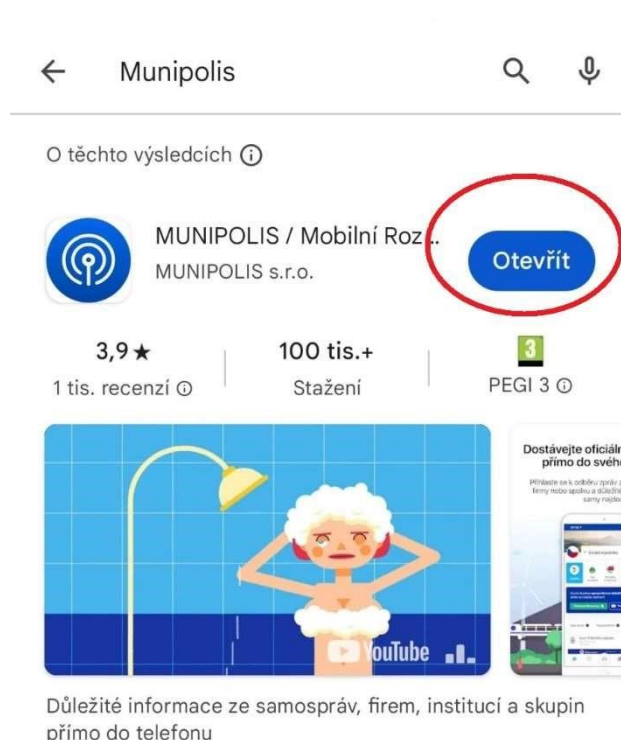 Munipolis
O těchto výsledcích
MUNIPOLIS / Mobilní Roz...
MUNIPOLIS s.r.o.
Otevřít
3,9★
1 tis. recenzí
100 tis.+
Stažení
3
PEGI 3
YouTube
Dostávejte oficiáln
přímo do svého
Důležité informace ze samospráv, firem, institucí a skupin
přímo do telefonu